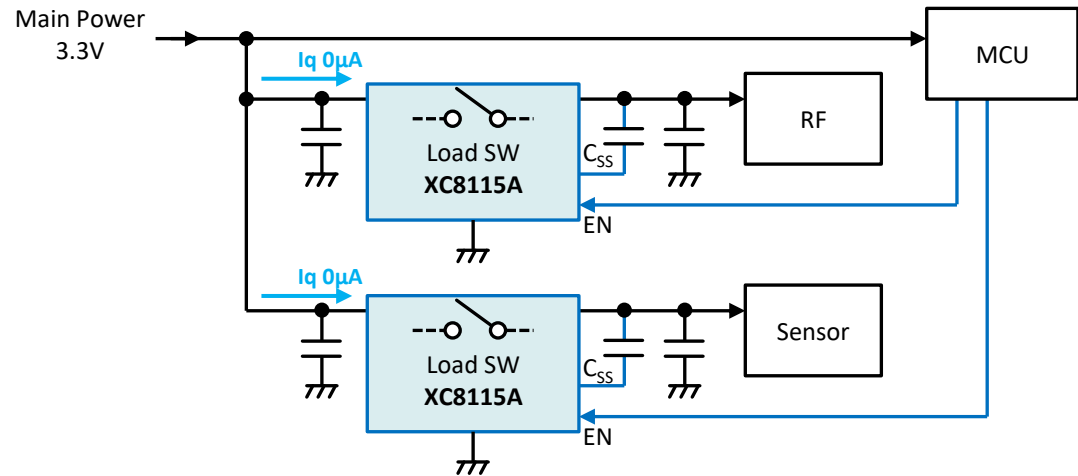 Main Power
3.3V
MCU
Iq 0µA
RF
Load SW
XC8115A
CSS
EN
Iq 0µA
Sensor
Load SW
XC8115A
CSS
EN